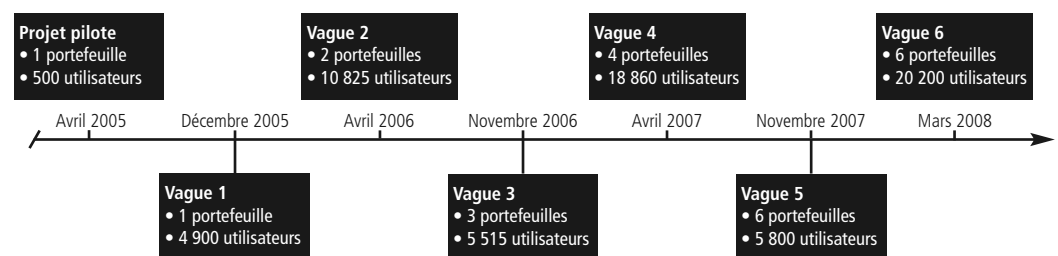 Projet pilote
• 1 portefeuille
• 500 utilisateurs
Vague 2
• 2 portefeuilles
• 10 825 utilisateurs
Vague 4
• 4 portefeuilles
• 18 860 utilisateurs
Vague 6
• 6 portefeuilles
• 20 200 utilisateurs
Avril 2005 Décembre 2005 Avril 2006 Novembre 2006 Avril 2007 Novembre 2007 Mars 2008
Vague 1
• 1 portefeuille
• 4 900 utilisateurs
Vague 3
• 3 portefeuilles
• 5 515 utilisateurs
Vague 5
• 6 portefeuilles
• 5 800 utilisateurs